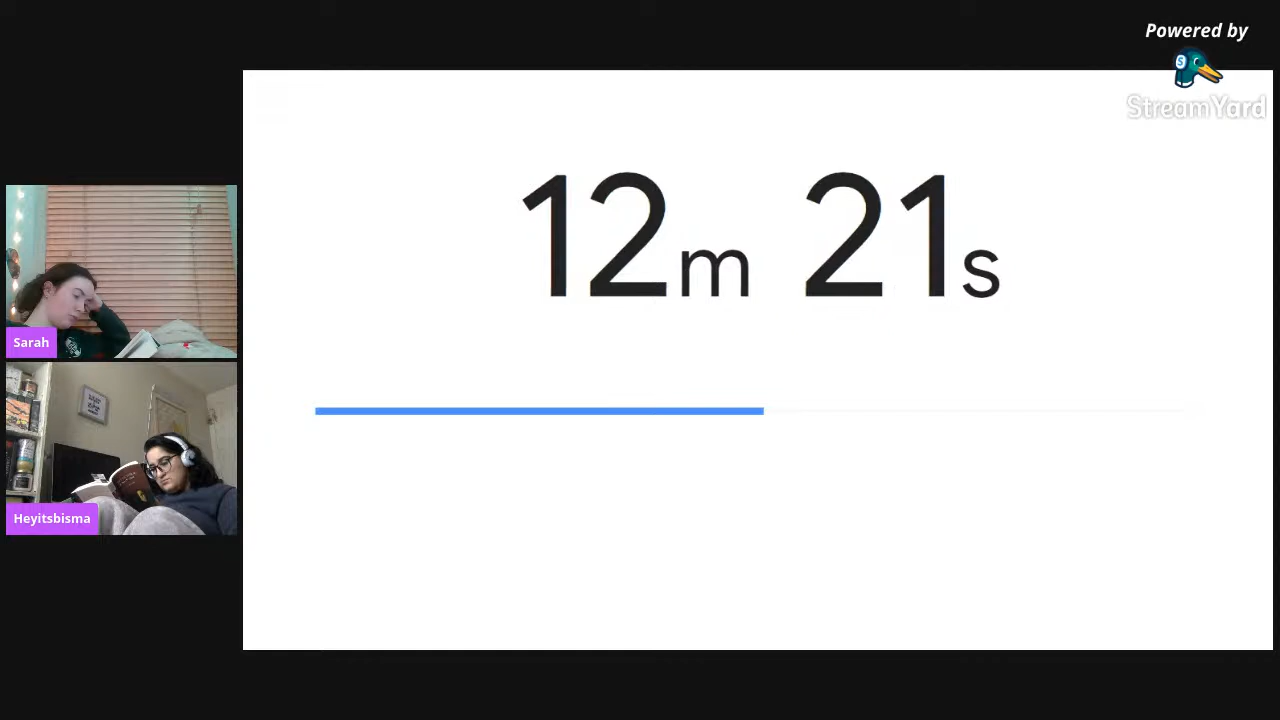 Powered by
StreamYard
12m 21s
Sarah
Heyitsbisma